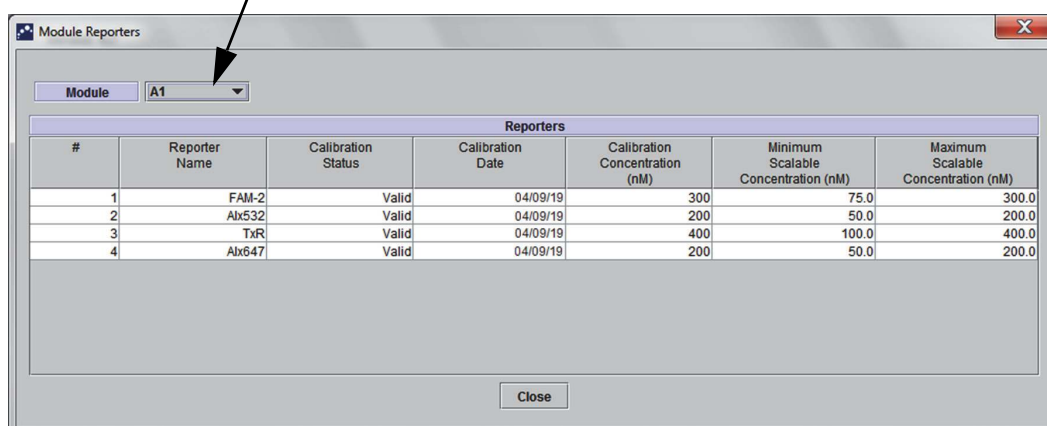 Module Reporters
Module A1
Reporters
# Reporter Name Calibration Status Calibration Date Calibration Concentration (nM) Minimum Scalable Concentration (nM) Maximum Scalable Concentration (nM)
1 FAM-2 Valid 04/09/19 300 75.0 300.0
2 Alx532 Valid 04/09/19 200 50.0 200.0
3 TxR Valid 04/09/19 400 100.0 400.0
4 Alx647 Valid 04/09/19 200 50.0 200.0
Close